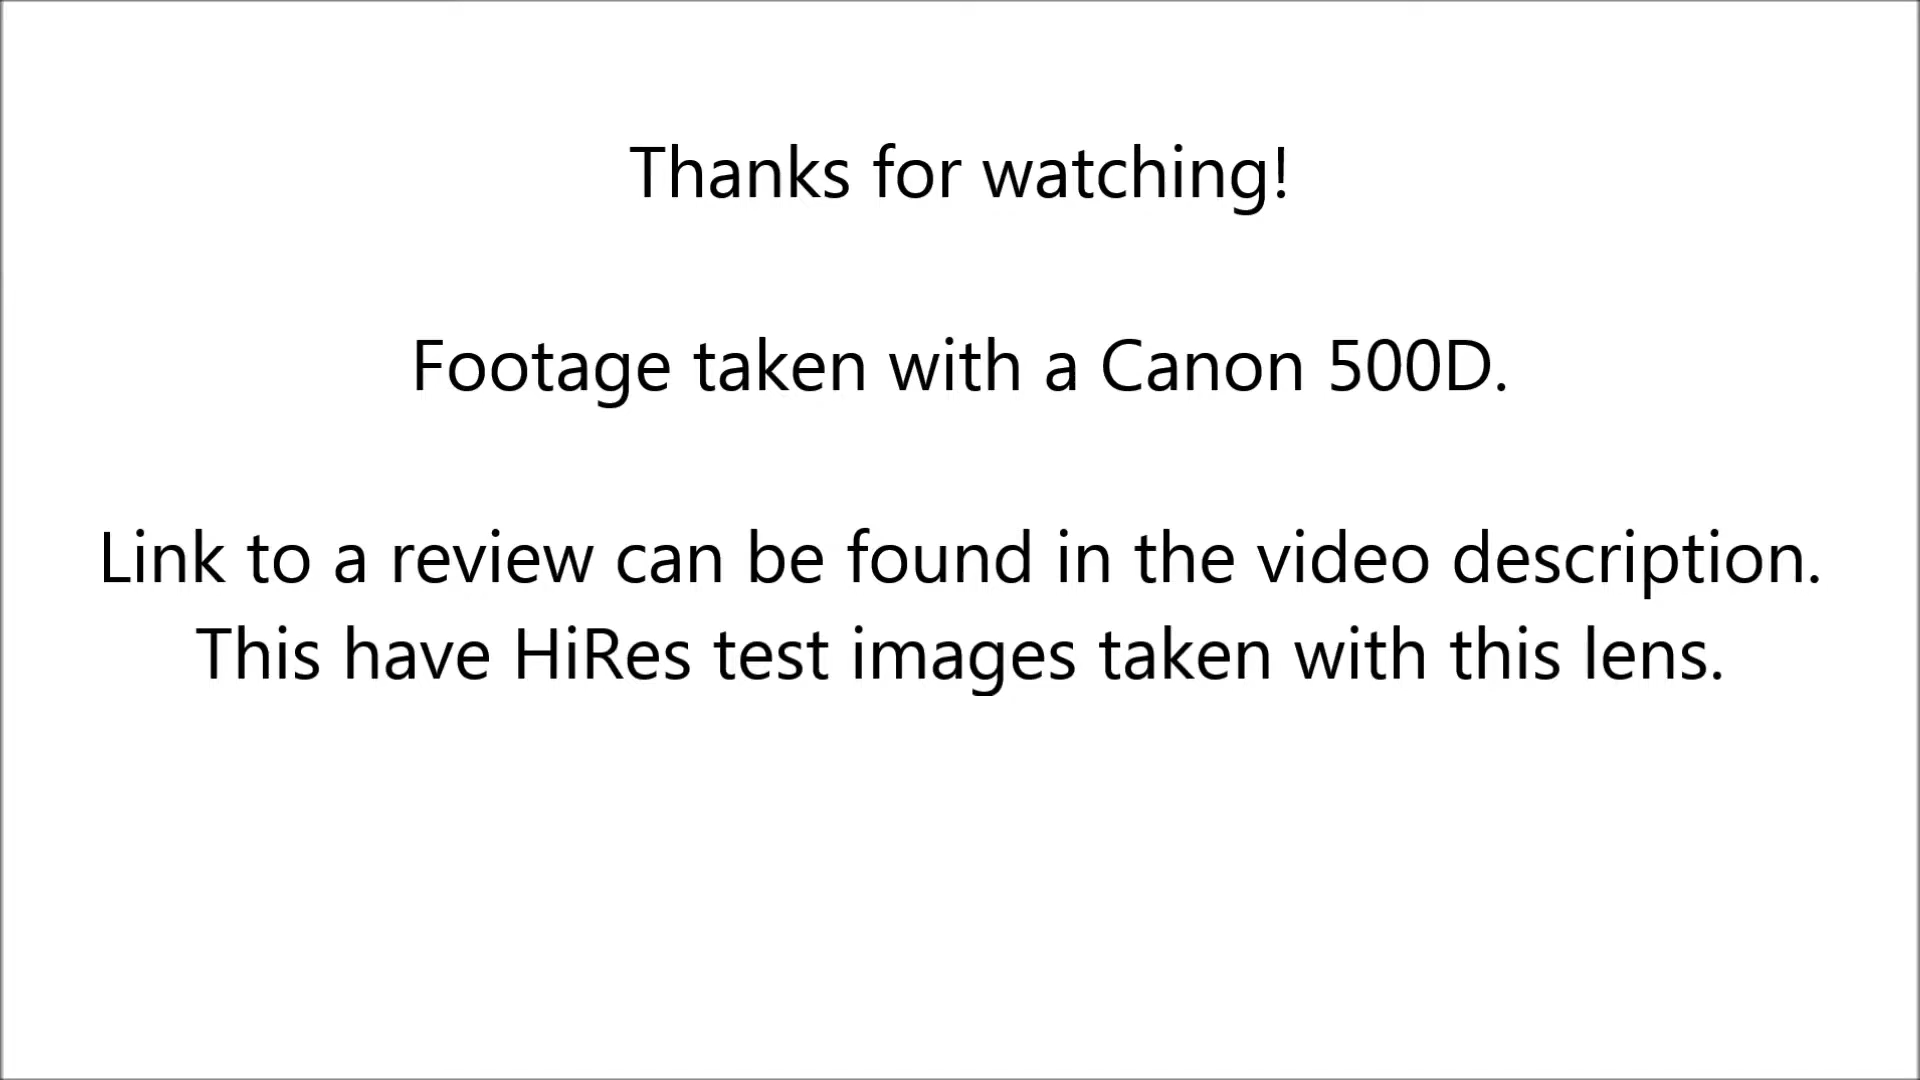 Thanks for watching!
Footage taken with a Canon 500D.
Link to a review can be found in the video description.
This have HiRes test images taken with this lens.